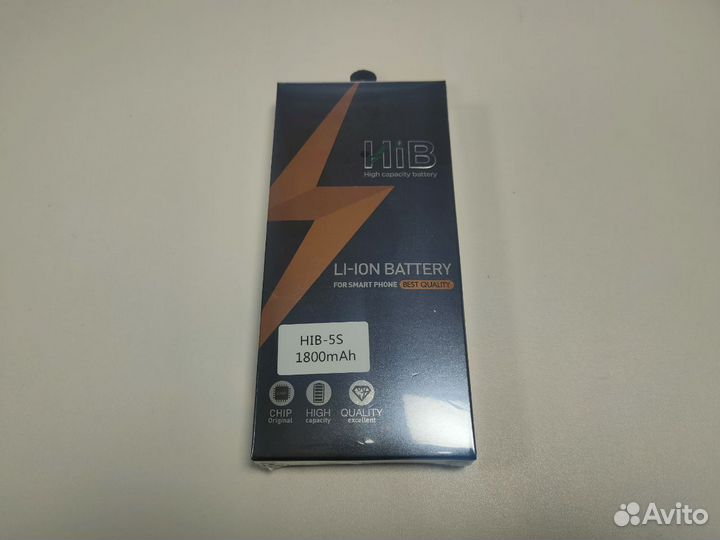 HiB
High capacity battery
LI-ION BATTERY
FOR SMART PHONE BEST QUALITY
HIB-5S
1800mAh
CHIP
Original
HIGH
capacity
QUALITY
excellent
Avito